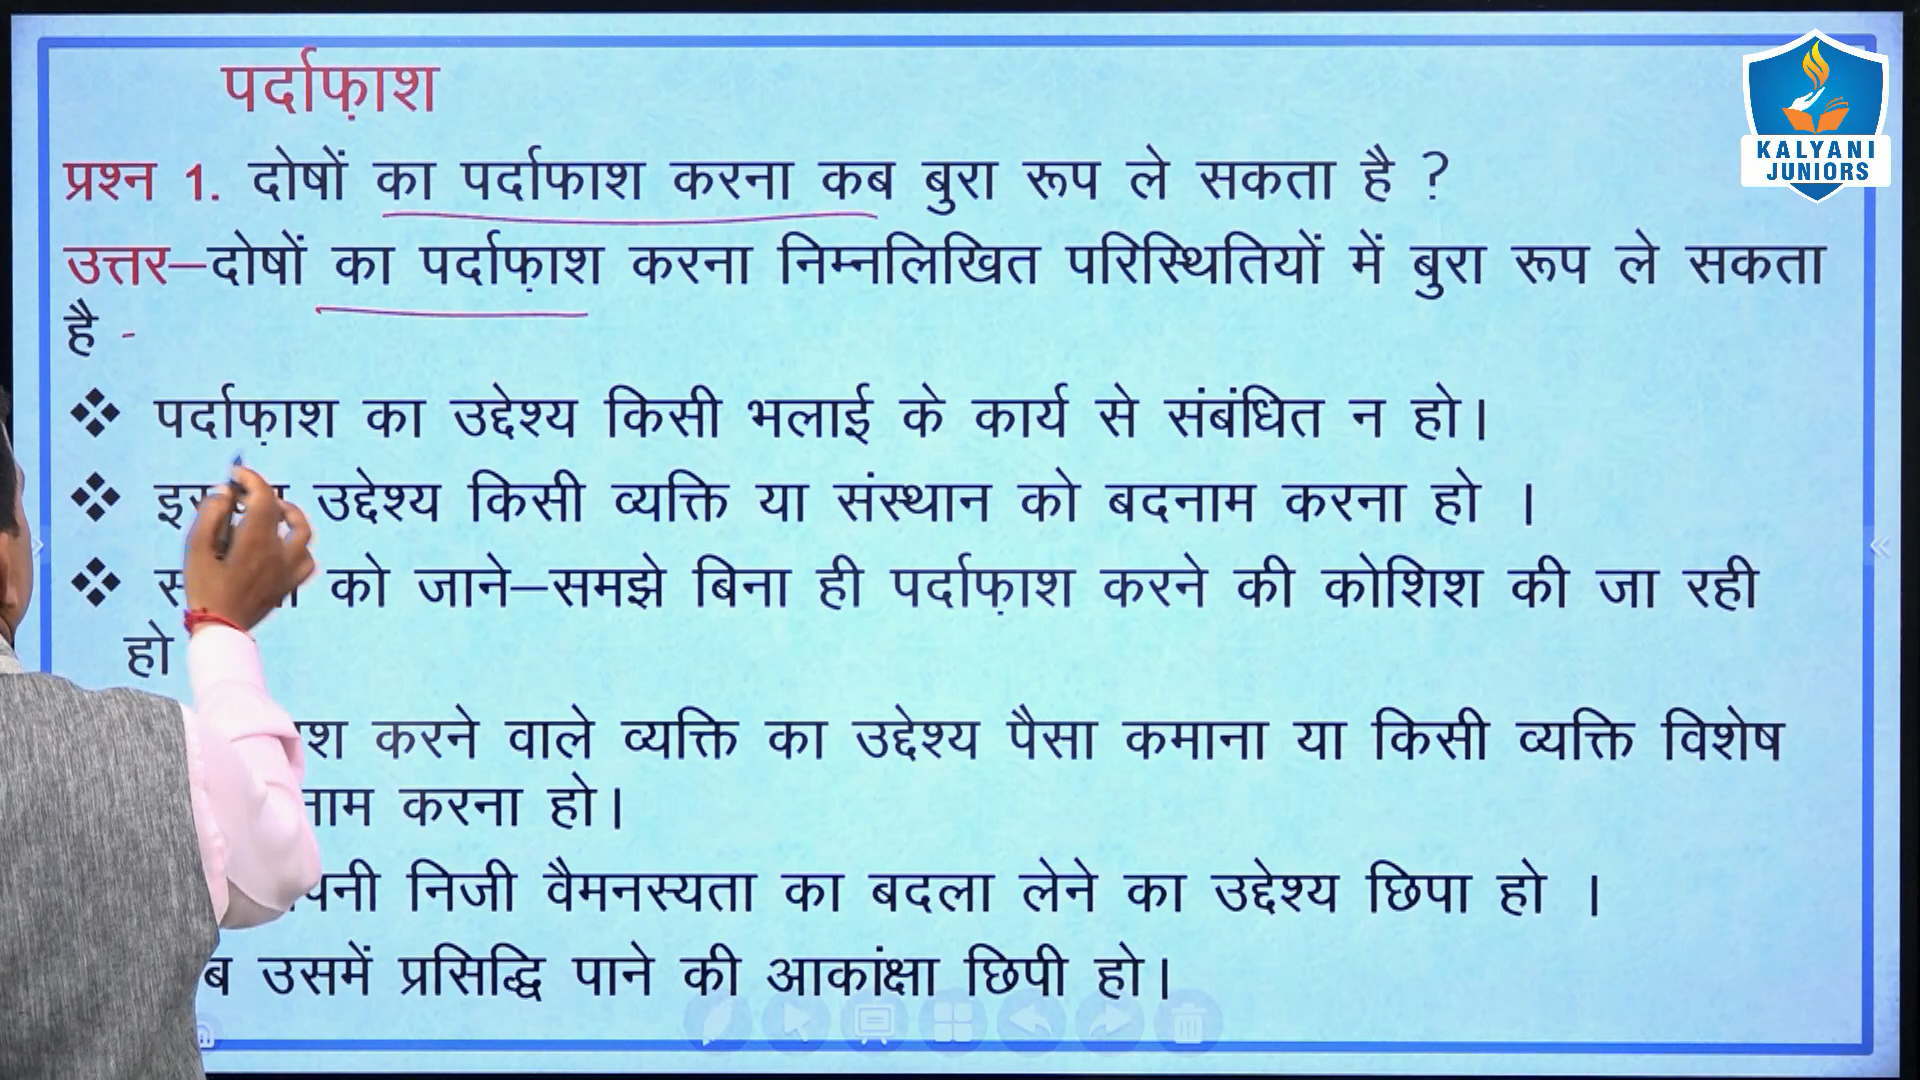 पर्दाफ़ाश
KALYANI
JUNIORS
प्रश्न 1. दोषों का पर्दाफाश करना कब बुरा रूप ले सकता है ?
उत्तर–दोषों का पर्दाफ़ाश करना निम्नलिखित परिस्थितियों में बुरा रूप ले सकता
है -
❖ पर्दाफ़ाश का उद्देश्य किसी भलाई के कार्य से संबंधित न हो।
❖ उद्देश्य किसी व्यक्ति या संस्थान को बदनाम करना हो ।
❖ को जाने–समझे बिना ही पर्दाफ़ाश करने की कोशिश की जा रही
हो
करने वाले व्यक्ति का उद्देश्य पैसा कमाना या किसी व्यक्ति विशेष
करना हो।
निजी वैमनस्यता का बदला लेने का उद्देश्य छिपा हो ।
उसमें प्रसिद्धि पाने की आकांक्षा छिपी हो।